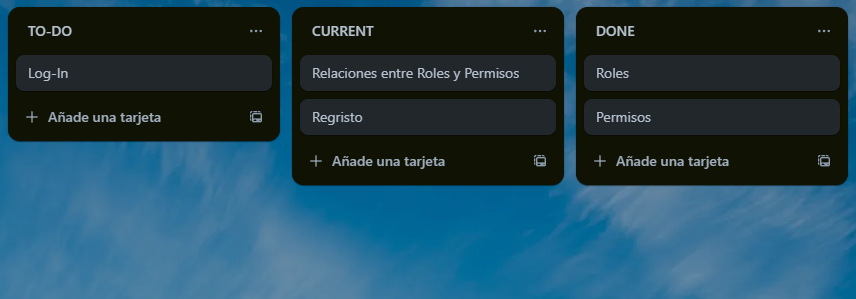 TO-DO
Log-In
Añade una tarjeta
CURRENT
Relaciones entre Roles y Permisos
Regristo
Añade una tarjeta
DONE
Roles
Permisos
Añade una tarjeta